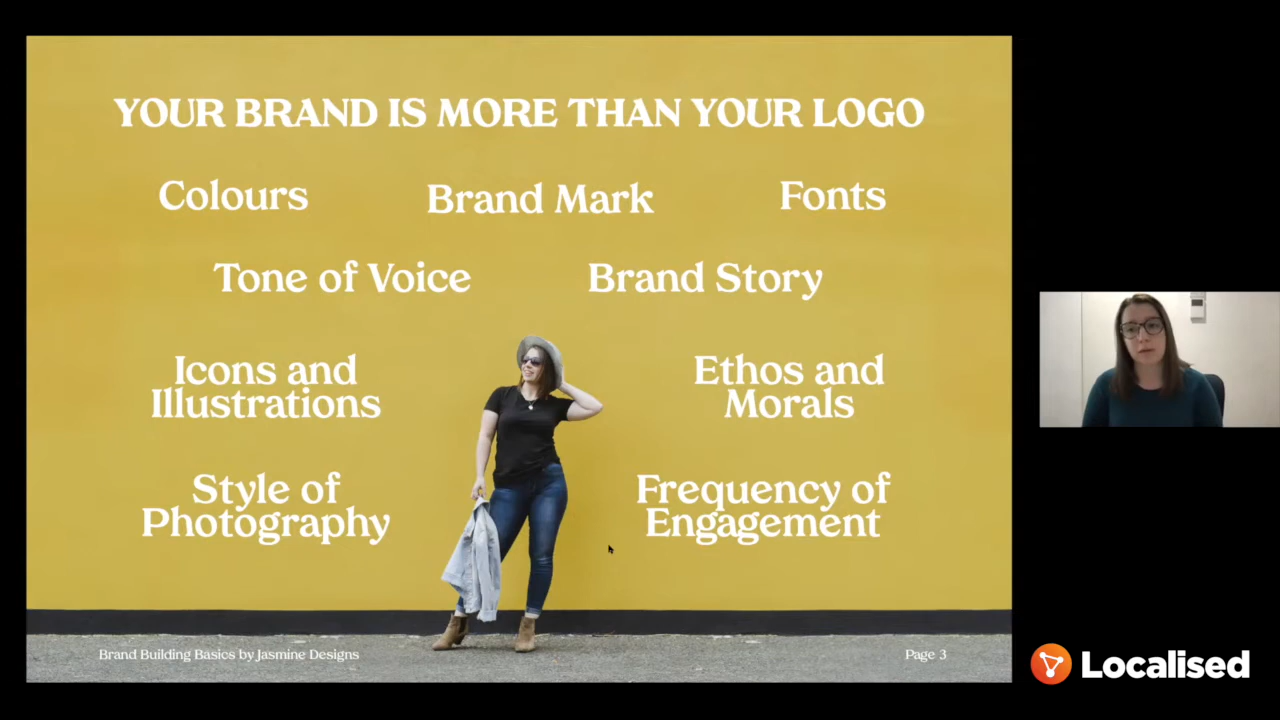 YOUR BRAND IS MORE THAN YOUR LOGO
Colours
Brand Mark
Fonts
Tone of Voice
Brand Story
Icons and
Illustrations
Ethos and
Morals
Style of
Photography
Frequency of
Engagement
Brand Building Basics by Jasmine Designs
Page 3
Localised